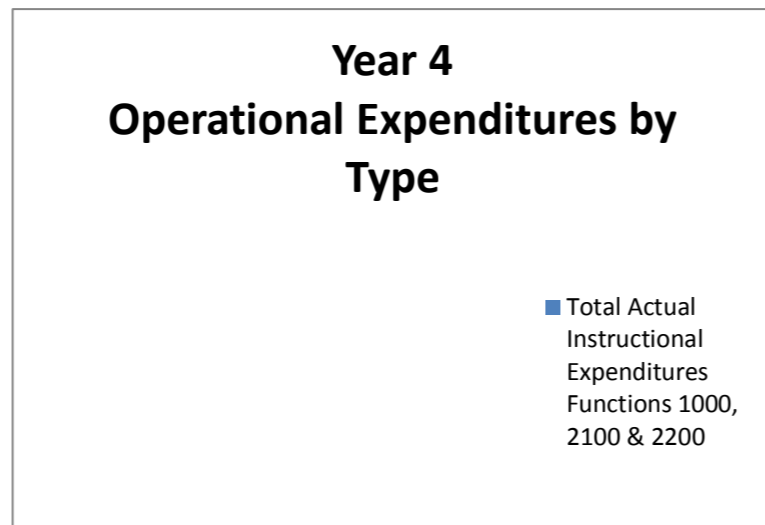 Year 4
Operational Expenditures by
Type
Total Actual
Instructional
Expenditures
Functions 1000,
2100 & 2200